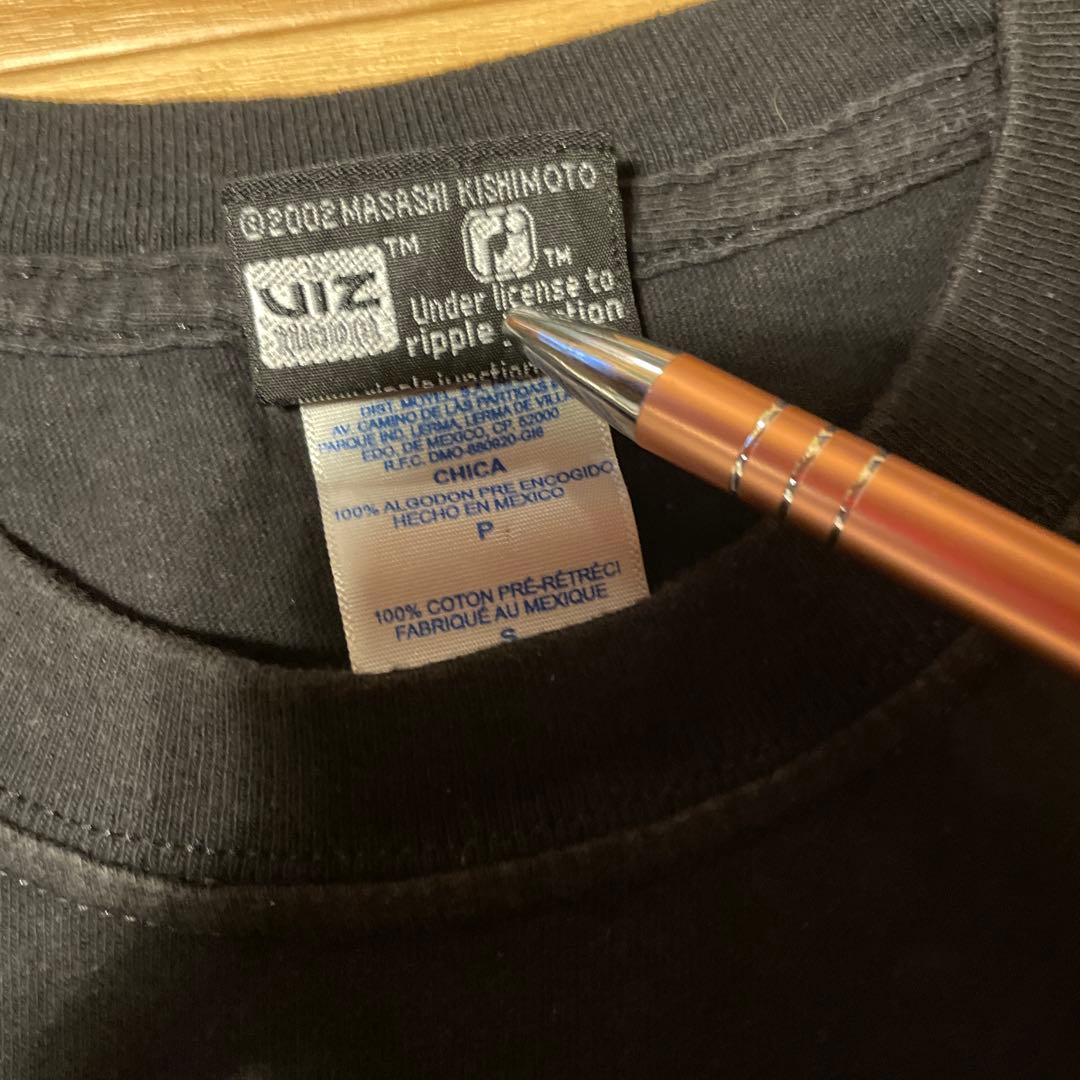 ©2002 MASASHI KISHIMOTO
VIZ ™
™
Under license to
ripple
DIST. MOTEL, S.A.
AV. CAMINO DE LAS PARTIDAS
PARQUE IND. LERMA, LERMA DE VILLA
EDO. DE MEXICO, CP. 52000
R.F.C. DMO-880620-GI6
CHICA
100% ALGODON PRE ENCOGIDO
HECHO EN MEXICO
P
100% COTON PRÉ-RÉTRÉCI
FABRIQUÉ AU MEXIQUE
S